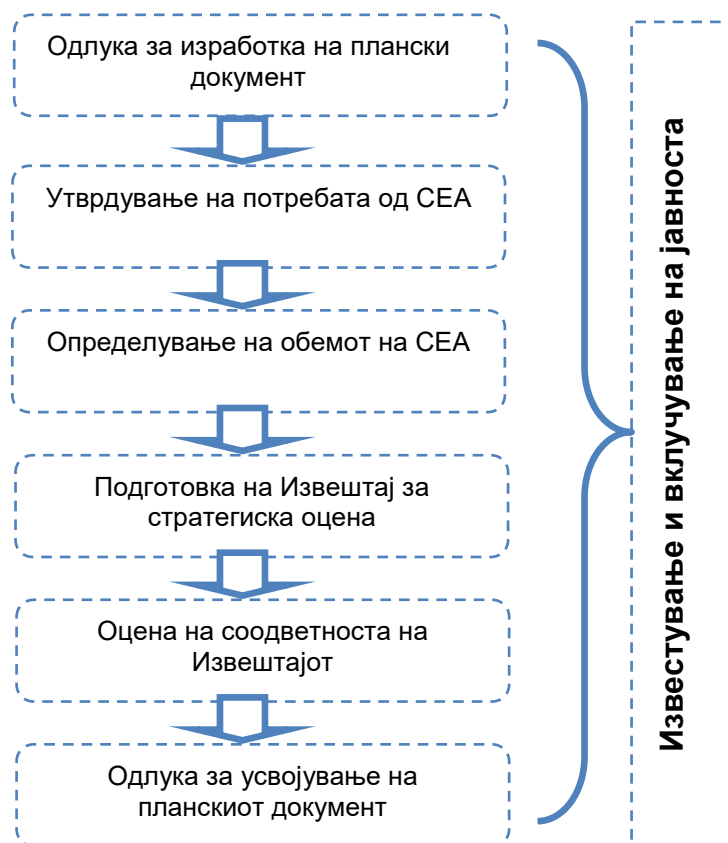 Одлука за изработка на плански
документ
Утврдување на потребата од СЕА
Определување на обемот на СЕА
Подготовка на Извештај за
стратегиска оцена
Оцена на соодветноста на
Извештајот
Одлука за усвојување на
планскиот документ
Известување и вклучување на јавноста